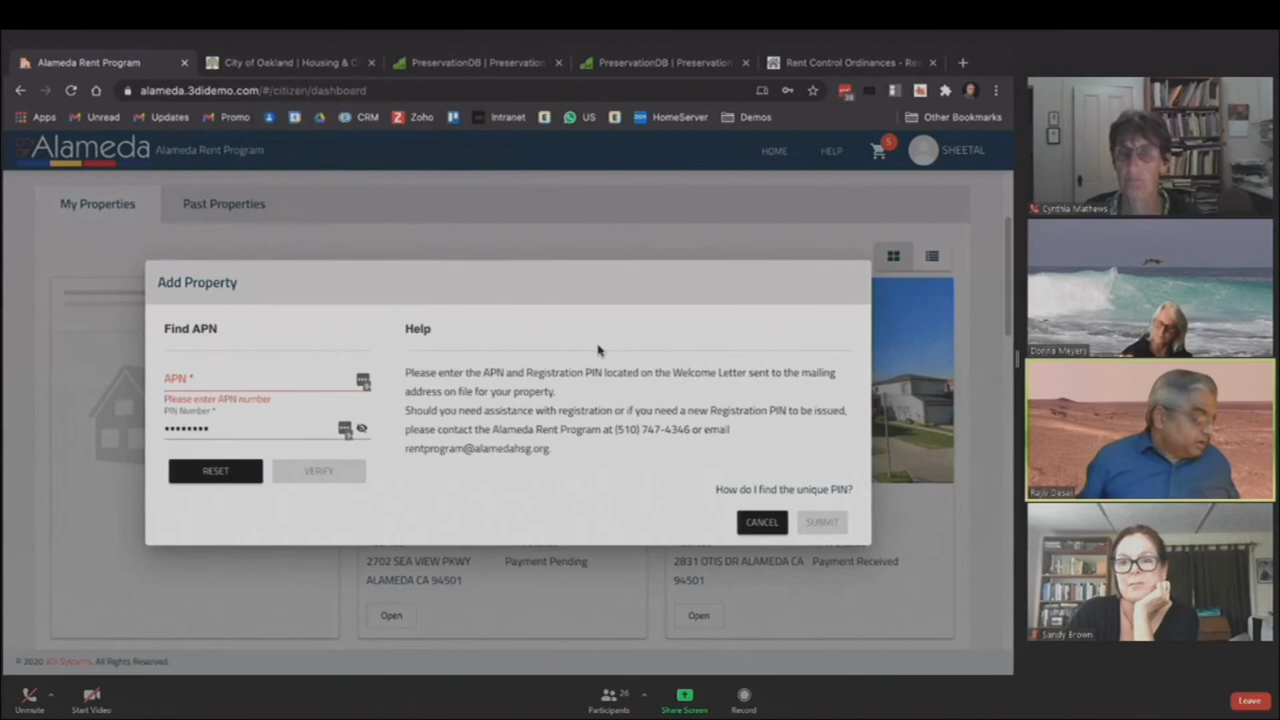 Alameda Rent Program
City of Oakland | Housing & C
PreservationDB | Preservation
PreservationDB | Preservation
Rent Control Ordinances - Re
alameda.3didemo.com/#/citizen/dashboard
38
Apps
Unread
Updates
Promo
CRM
Zoho
Intranet
US
HomeServer
Demos
Other Bookmarks
Alameda
Alameda Rent Program
HOME
HELP
5
SHEETAL
My Properties
Past Properties
Add Property
Find APN
Help
APN *
Please enter APN number
PIN Number *
••••••••
RESET
VERIFY
Please enter the APN and Registration PIN located on the Welcome Letter sent to the mailing
address on file for your property.
Should you need assistance with registration or if you need a new Registration PIN to be issued,
please contact the Alameda Rent Program at (510) 747-4346 or email
rentprogram@alamedahsg.org.
How do I find the unique PIN?
CANCEL
SUBMIT
2702 SEA VIEW PKWY
ALAMEDA CA 94501
Payment Pending
2831 OTIS DR ALAMEDA CA
94501
Payment Received
Open
Open
© 2020 3Di Systems. All Rights Reserved.
Cynthia Mathews
Donna Meyers
Rajiv Desai
Sandy Brown
Unmute
Start Video
Participants
26
Share Screen
Record
Leave